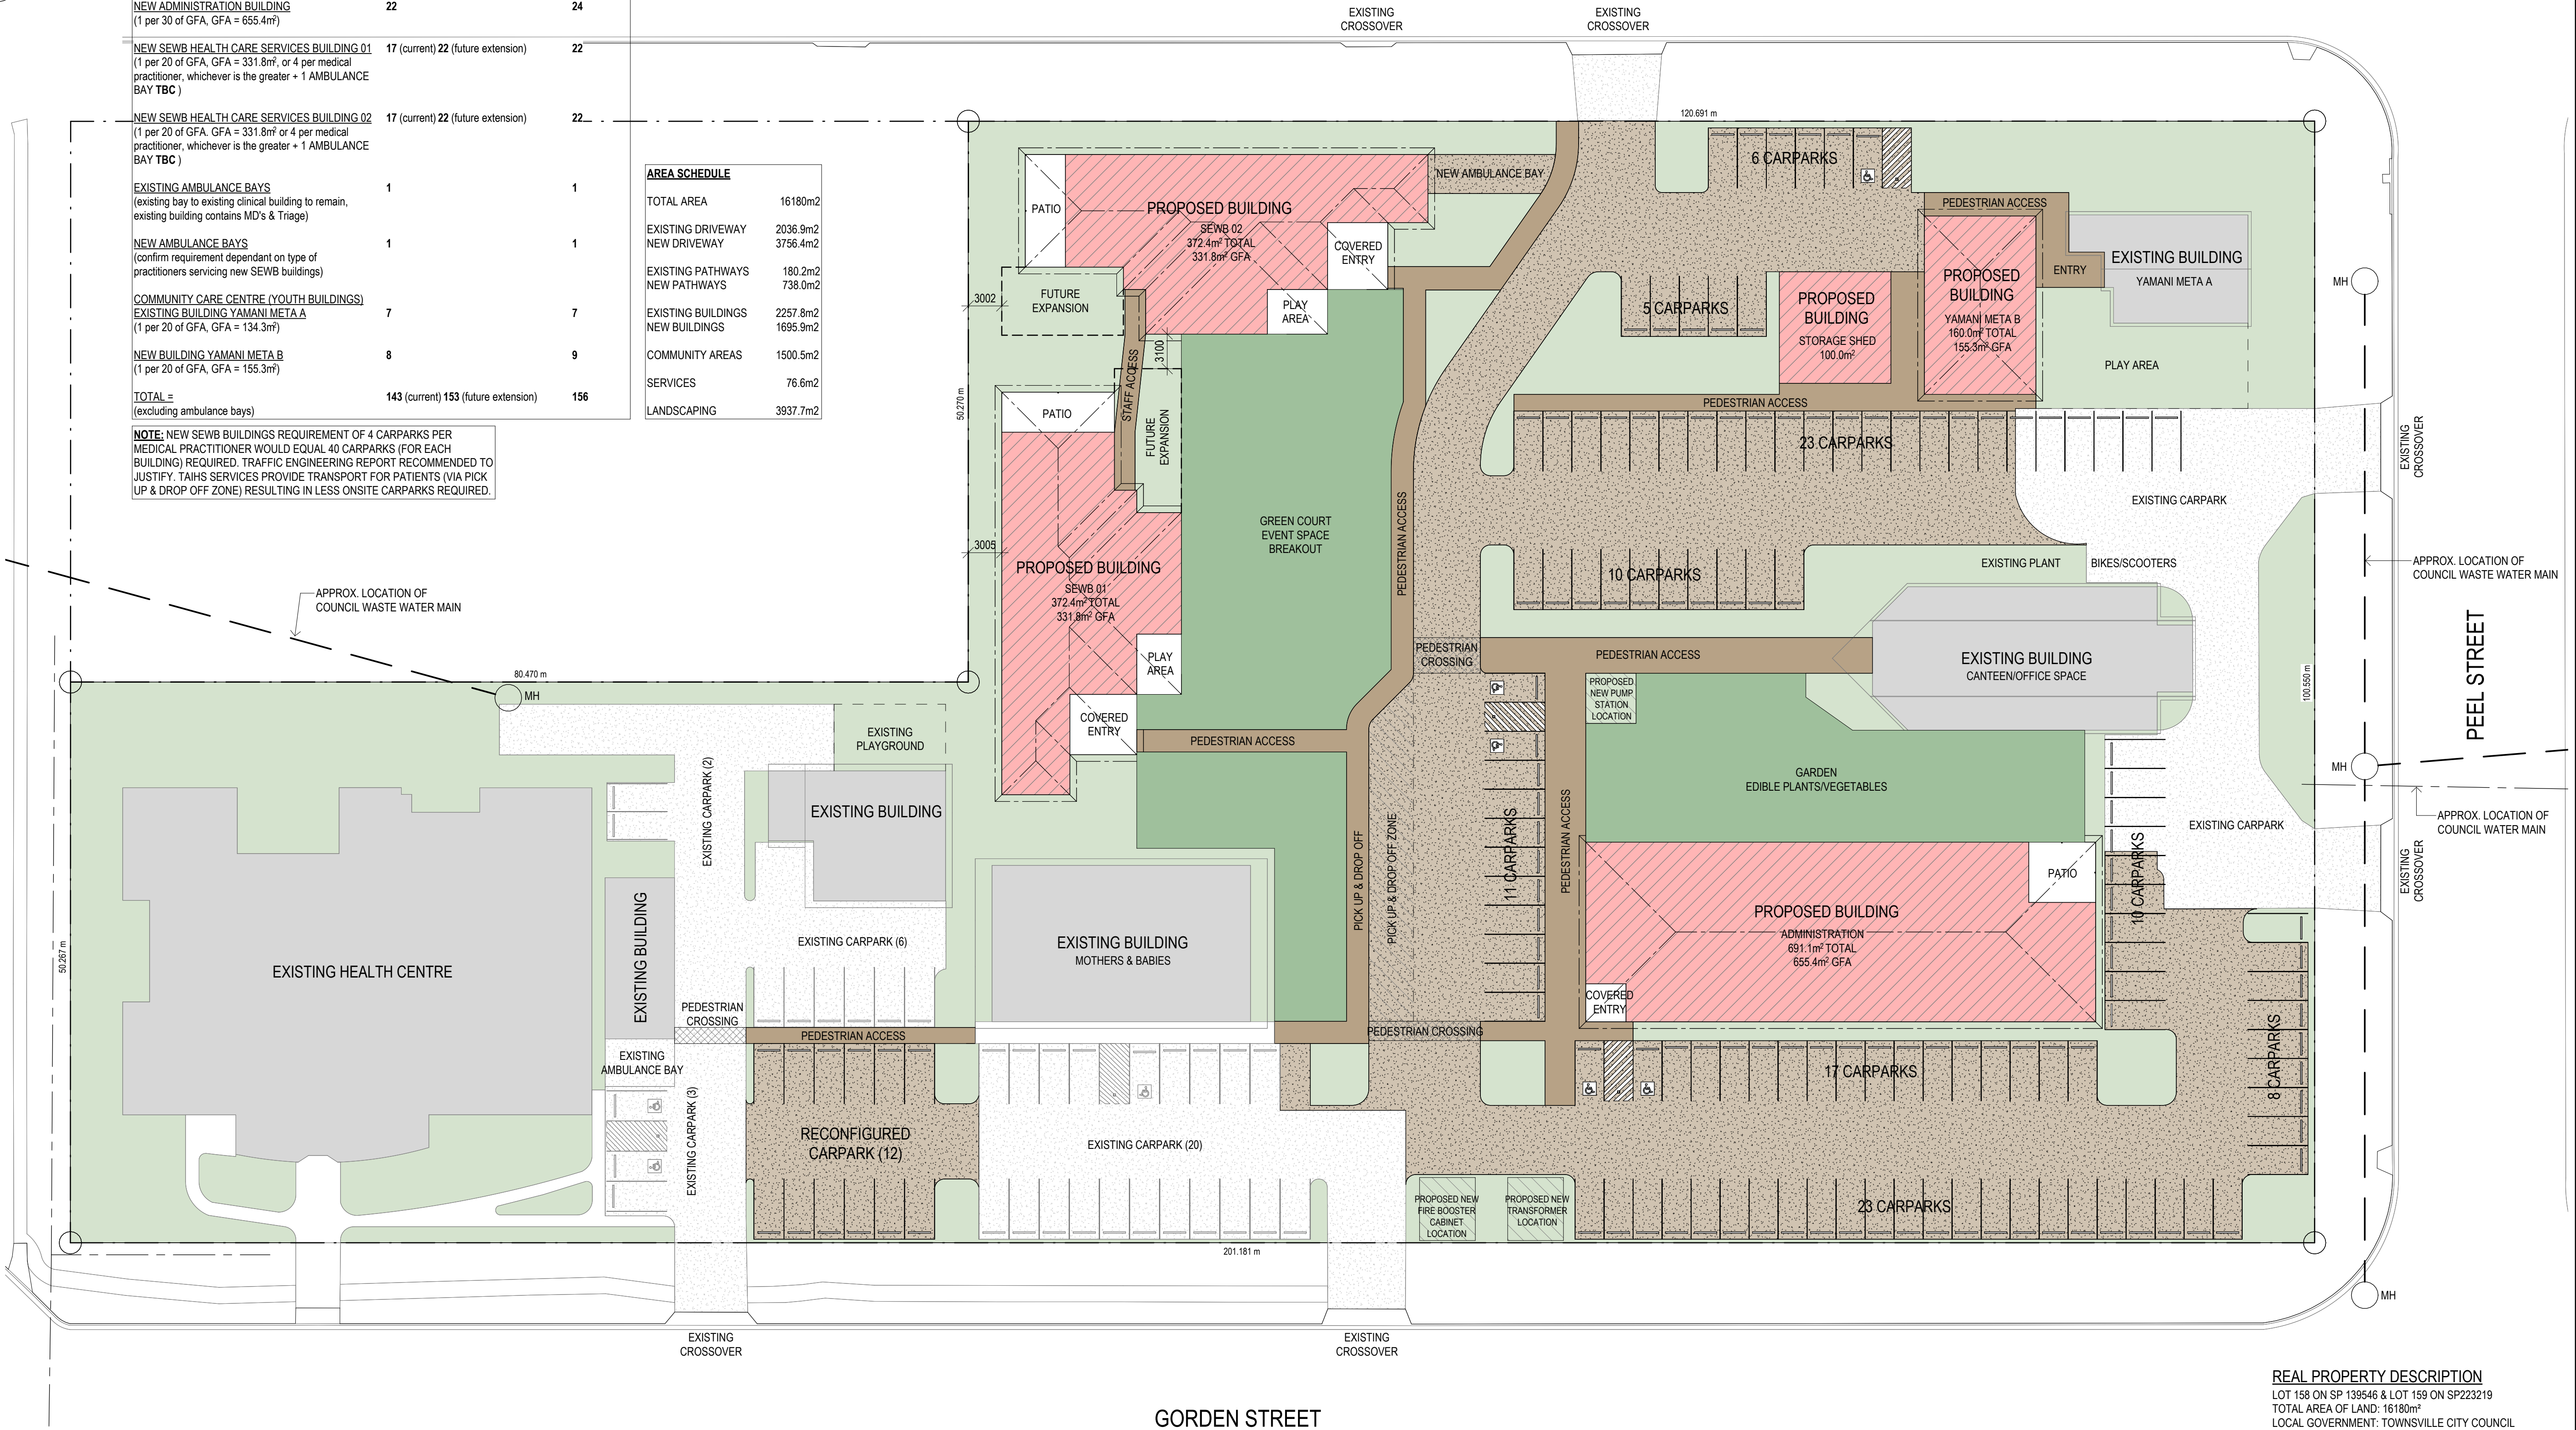 NEW ADMINISTRATION BUILDING 22 24
(1 per 30 of GFA, GFA = 655.4m²)
NEW SEWB HEALTH CARE SERVICES BUILDING 01 17 (current) 22 (future extension) 22
(1 per 20 of GFA, GFA = 331.8m², or 4 per medical
practitioner, whichever is the greater + 1 AMBULANCE
BAY TBC )
NEW SEWB HEALTH CARE SERVICES BUILDING 02 17 (current) 22 (future extension) 22
(1 per 20 of GFA. GFA = 331.8m² or 4 per medical
practitioner, whichever is the greater + 1 AMBULANCE
BAY TBC )
EXISTING AMBULANCE BAYS 1 1
(existing bay to existing clinical building to remain,
existing building contains MD's & Triage)
NEW AMBULANCE BAYS 1 1
(confirm requirement dependant on type of
practitioners servicing new SEWB buildings)
COMMUNITY CARE CENTRE (YOUTH BUILDINGS)
EXISTING BUILDING YAMANI META A 7 7
(1 per 20 of GFA, GFA = 134.3m²)
NEW BUILDING YAMANI META B 8 9
(1 per 20 of GFA, GFA = 155.3m²)
TOTAL = 143 (current) 153 (future extension) 156
(excluding ambulance bays)
NOTE: NEW SEWB BUILDINGS REQUIREMENT OF 4 CARPARKS PER
MEDICAL PRACTITIONER WOULD EQUAL 40 CARPARKS (FOR EACH
BUILDING) REQUIRED. TRAFFIC ENGINEERING REPORT RECOMMENDED TO
JUSTIFY. TAIHS SERVICES PROVIDE TRANSPORT FOR PATIENTS (VIA PICK
UP & DROP OFF ZONE) RESULTING IN LESS ONSITE CARPARKS REQUIRED.
AREA SCHEDULE
TOTAL AREA 16180m2
EXISTING DRIVEWAY 2036.9m2
NEW DRIVEWAY 3756.4m2
EXISTING PATHWAYS 180.2m2
NEW PATHWAYS 738.0m2
EXISTING BUILDINGS 2257.8m2
NEW BUILDINGS 1695.9m2
COMMUNITY AREAS 1500.5m2
SERVICES 76.6m2
LANDSCAPING 3937.7m2
EXISTING
CROSSOVER
EXISTING
CROSSOVER
120.691 m
6 CARPARKS
NEW AMBULANCE BAY
PATIO
PROPOSED BUILDING
SEWB 02
372.4m² TOTAL
331.8m² GFA
COVERED
ENTRY
PLAY
AREA
3002
FUTURE
EXPANSION
3100
STAFF ACCESS
FUTURE
EXPANSION
50.270 m
PEDESTRIAN ACCESS
ENTRY
EXISTING BUILDING
YAMANI META A
PROPOSED
BUILDING
YAMANI META B
160.0m² TOTAL
155.3m² GFA
PROPOSED
BUILDING
STORAGE SHED
100.0m²
5 CARPARKS
PLAY AREA
MH
PEDESTRIAN ACCESS
23 CARPARKS
EXISTING
CROSSOVER
EXISTING CARPARK
PATIO
PROPOSED BUILDING
SEWB 01
372.4m² TOTAL
331.8m² GFA
3005
PLAY
AREA
COVERED
ENTRY
GREEN COURT
EVENT SPACE
BREAKOUT
PEDESTRIAN ACCESS
10 CARPARKS
EXISTING PLANT
BIKES/SCOOTERS
APPROX. LOCATION OF
COUNCIL WASTE WATER MAIN
APPROX. LOCATION OF
COUNCIL WASTE WATER MAIN
PEEL STREET
100.550 m
PEDESTRIAN
CROSSING
PEDESTRIAN ACCESS
EXISTING BUILDING
CANTEEN/OFFICE SPACE
80.470 m
MH
PROPOSED
NEW PUMP
STATION
LOCATION
EXISTING
PLAYGROUND
PEDESTRIAN ACCESS
GARDEN
EDIBLE PLANTS/VEGETABLES
MH
APPROX. LOCATION OF
COUNCIL WATER MAIN
EXISTING CARPARK
EXISTING
CROSSOVER
EXISTING CARPARK (2)
EXISTING BUILDING
EXISTING BUILDING
EXISTING CARPARK (6)
EXISTING BUILDING
MOTHERS & BABIES
PICK UP & DROP OFF
PICK UP & DROP OFF ZONE
11 CARPARKS
PEDESTRIAN ACCESS
PROPOSED BUILDING
ADMINISTRATION
691.1m² TOTAL
655.4m² GFA
PATIO
COVERED
ENTRY
10 CARPARKS
8 CARPARKS
50.267 m
EXISTING HEALTH CENTRE
PEDESTRIAN
CROSSING
PEDESTRIAN ACCESS
PEDESTRIAN CROSSING
EXISTING
AMBULANCE BAY
EXISTING CARPARK (3)
RECONFIGURED
CARPARK (12)
EXISTING CARPARK (20)
17 CARPARKS
PROPOSED NEW
FIRE BOOSTER
CABINET
LOCATION
PROPOSED NEW
TRANSFORMER
LOCATION
23 CARPARKS
201.181 m
MH
EXISTING
CROSSOVER
EXISTING
CROSSOVER
GORDEN STREET
REAL PROPERTY DESCRIPTION
LOT 158 ON SP 139546 & LOT 159 ON SP223219
TOTAL AREA OF LAND: 16180m²
LOCAL GOVERNMENT: TOWNSVILLE CITY COUNCIL